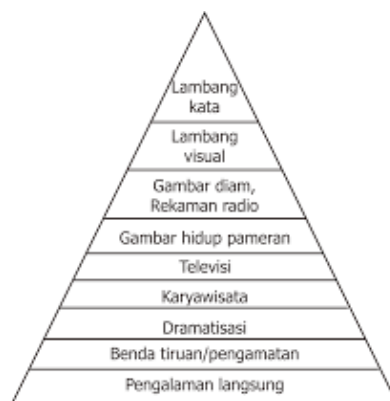 Lambang
kata
Lambang
visual
Gambar diam,
Rekaman radio
Gambar hidup pameran
Televisi
Karyawisata
Dramatisasi
Benda tiruan/pengamatan
Pengalaman langsung